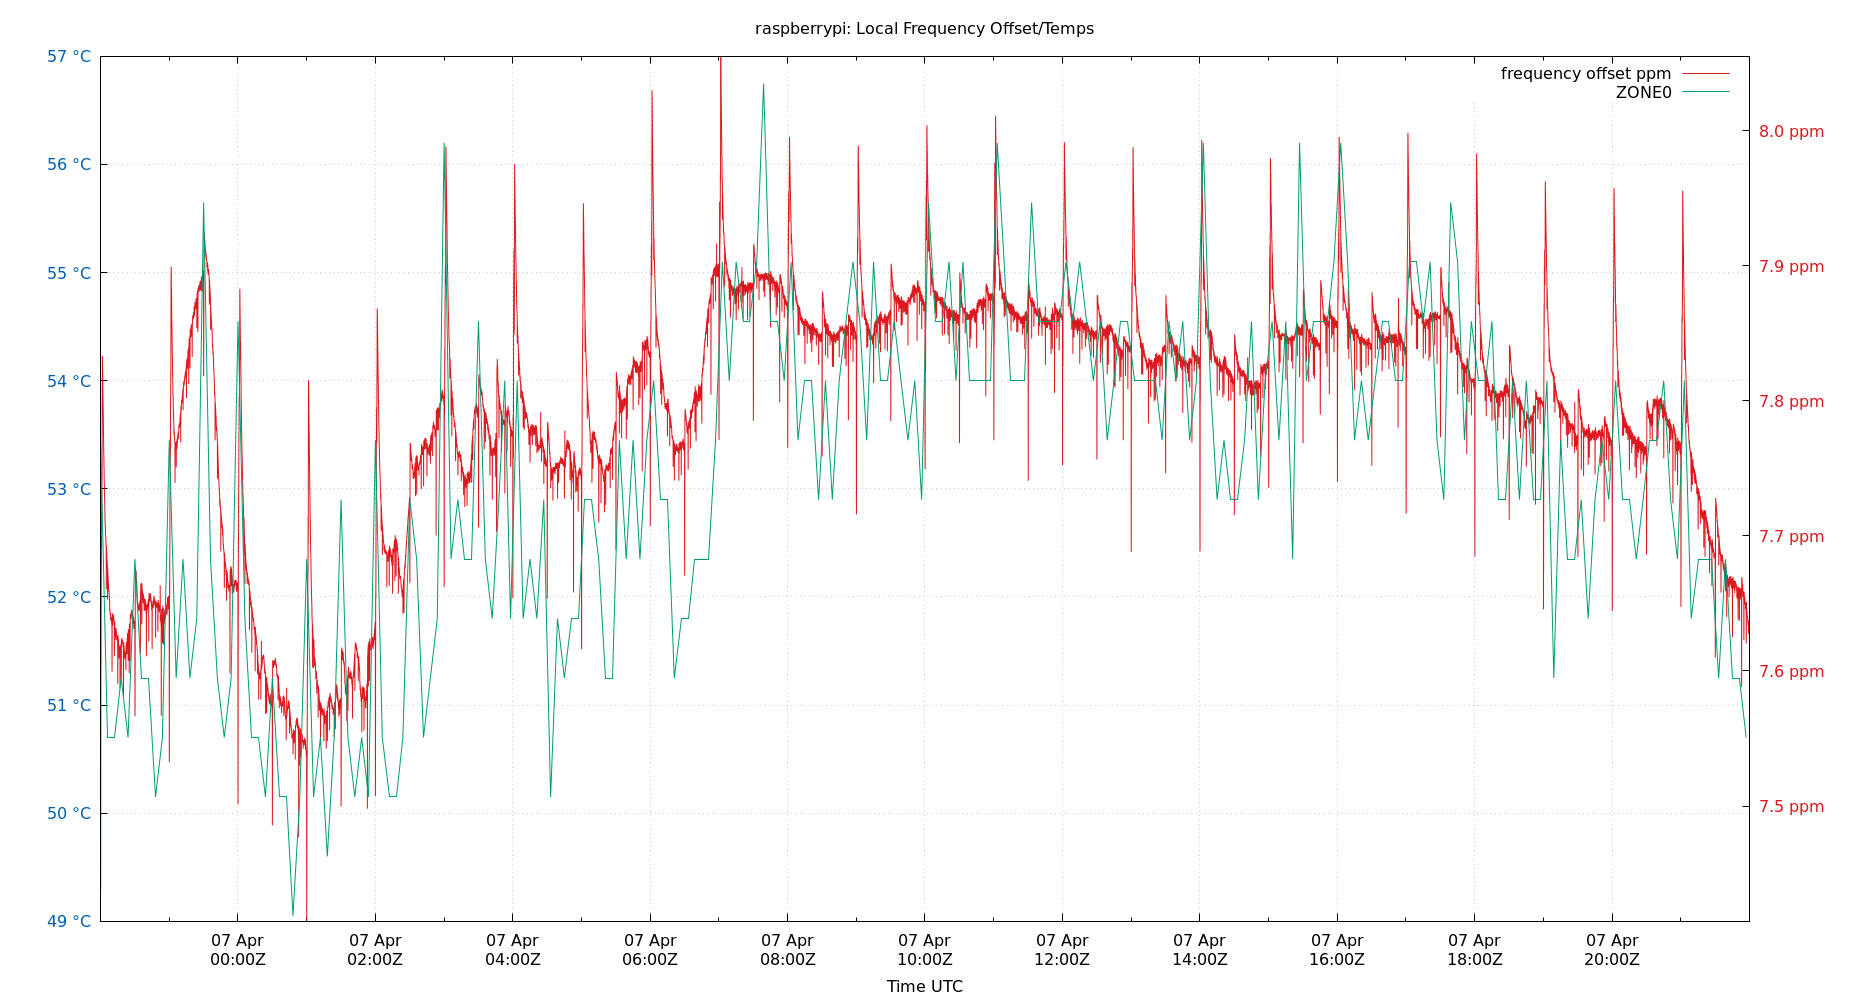 raspberrypi: Local Frequency Offset/Temps
57 °C
56 °C
55 °C
54 °C
53 °C
52 °C
51 °C
50 °C
49 °C
frequency offset ppm
ZONE0
8.0 ppm
7.9 ppm
7.8 ppm
7.7 ppm
7.6 ppm
7.5 ppm
07 Apr 07 Apr 07 Apr 07 Apr 07 Apr 07 Apr 07 Apr 07 Apr 07 Apr 07 Apr 07 Apr
00:00Z 02:00Z 04:00Z 06:00Z 08:00Z 10:00Z 12:00Z 14:00Z 16:00Z 18:00Z 20:00Z
Time UTC